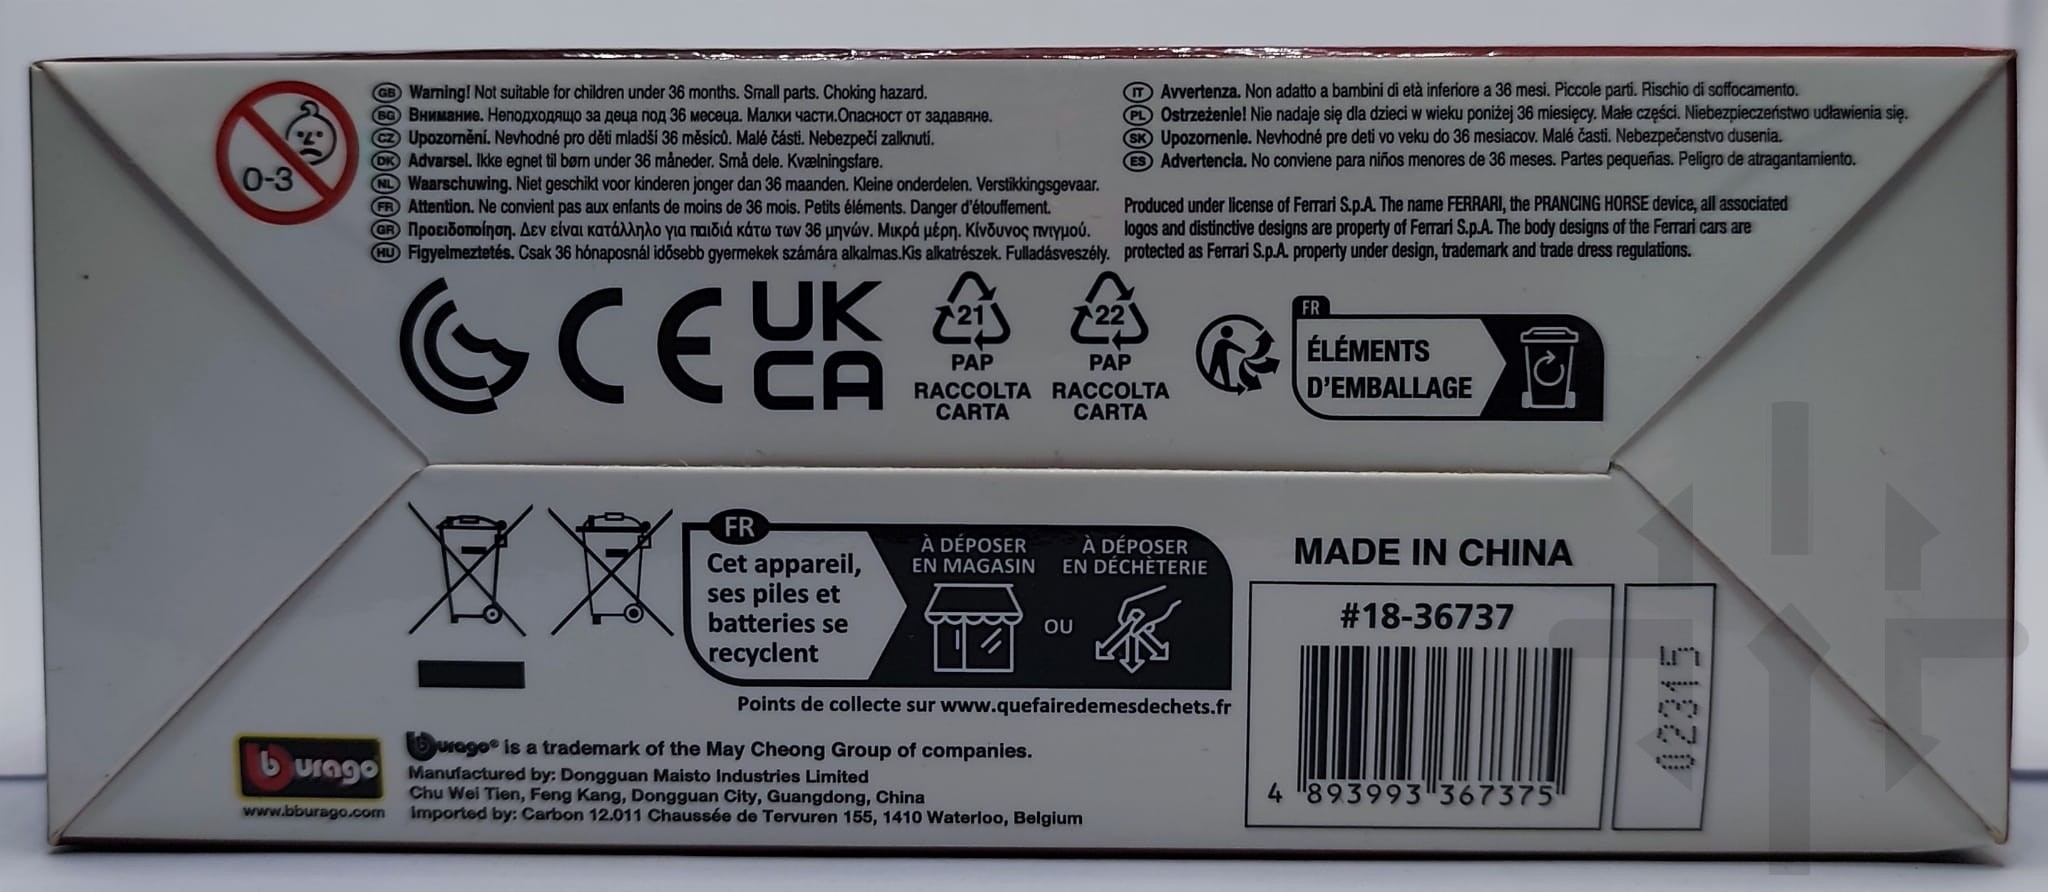 0-3
GB Warning! Not suitable for children under 36 months. Small parts. Choking hazard.
BG Внимание. Неподходящо за деца под 36 месеца. Малки части.Опасност от задавяне.
CZ Upozornění. Nevhodné pro děti mladší 36 měsíců. Malé části. Nebezpečí zalknutí.
DK Advarsel. Ikke egnet til børn under 36 måneder. Små dele. Kvælningsfare.
NL Waarschuwing. Niet geschikt voor kinderen jonger dan 36 maanden. Kleine onderdelen. Verstikkingsgevaar.
FR Attention. Ne convient pas aux enfants de moins de 36 mois. Petits éléments. Danger d'étouffement.
GR Προειδοποίηση. Δεν είναι κατάλληλο για παιδιά κάτω των 36 μηνών. Μικρά μέρη. Κίνδυνος πνιγμού.
HU Figyelmeztetés. Csak 36 hónaposnál idősebb gyermekek számára alkalmas.Kis alkatrészek. Fulladásveszély.
IT Avvertenza. Non adatto a bambini di età inferiore a 36 mesi. Piccole parti. Rischio di soffocamento.
PL Ostrzeżenie! Nie nadaje się dla dzieci w wieku poniżej 36 miesięcy. Małe części. Niebezpieczeństwo udławienia się.
SK Upozornenie. Nevhodné pre deti vo veku do 36 mesiacov. Malé časti. Nebezpečenstvo dusenia.
ES Advertencia. No conviene para niños menores de 36 meses. Partes pequeñas. Peligro de atragantamiento.
Produced under license of Ferrari S.p.A. The name FERRARI, the PRANCING HORSE device, all associated
logos and distinctive designs are property of Ferrari S.p.A. The body designs of the Ferrari cars are
protected as Ferrari S.p.A. property under design, trademark and trade dress regulations.
CE
UK
CA
21
PAP
RACCOLTA
CARTA
22
PAP
RACCOLTA
CARTA
FR
ÉLÉMENTS
D'EMBALLAGE
FR
Cet appareil,
ses piles et
batteries se
recyclent
À DÉPOSER
EN MAGASIN
OU
À DÉPOSER
EN DÉCHÈTERIE
Points de collecte sur www.quefairedemesdechets.fr
MADE IN CHINA
#18-36737
4 893993 367375
02315
bburago
www.bburago.com
bburago® is a trademark of the May Cheong Group of companies.
Manufactured by: Dongguan Maisto Industries Limited
Chu Wei Tien, Feng Kang, Dongguan City, Guangdong, China
Imported by: Carbon 12.011 Chaussée de Tervuren 155, 1410 Waterloo, Belgium